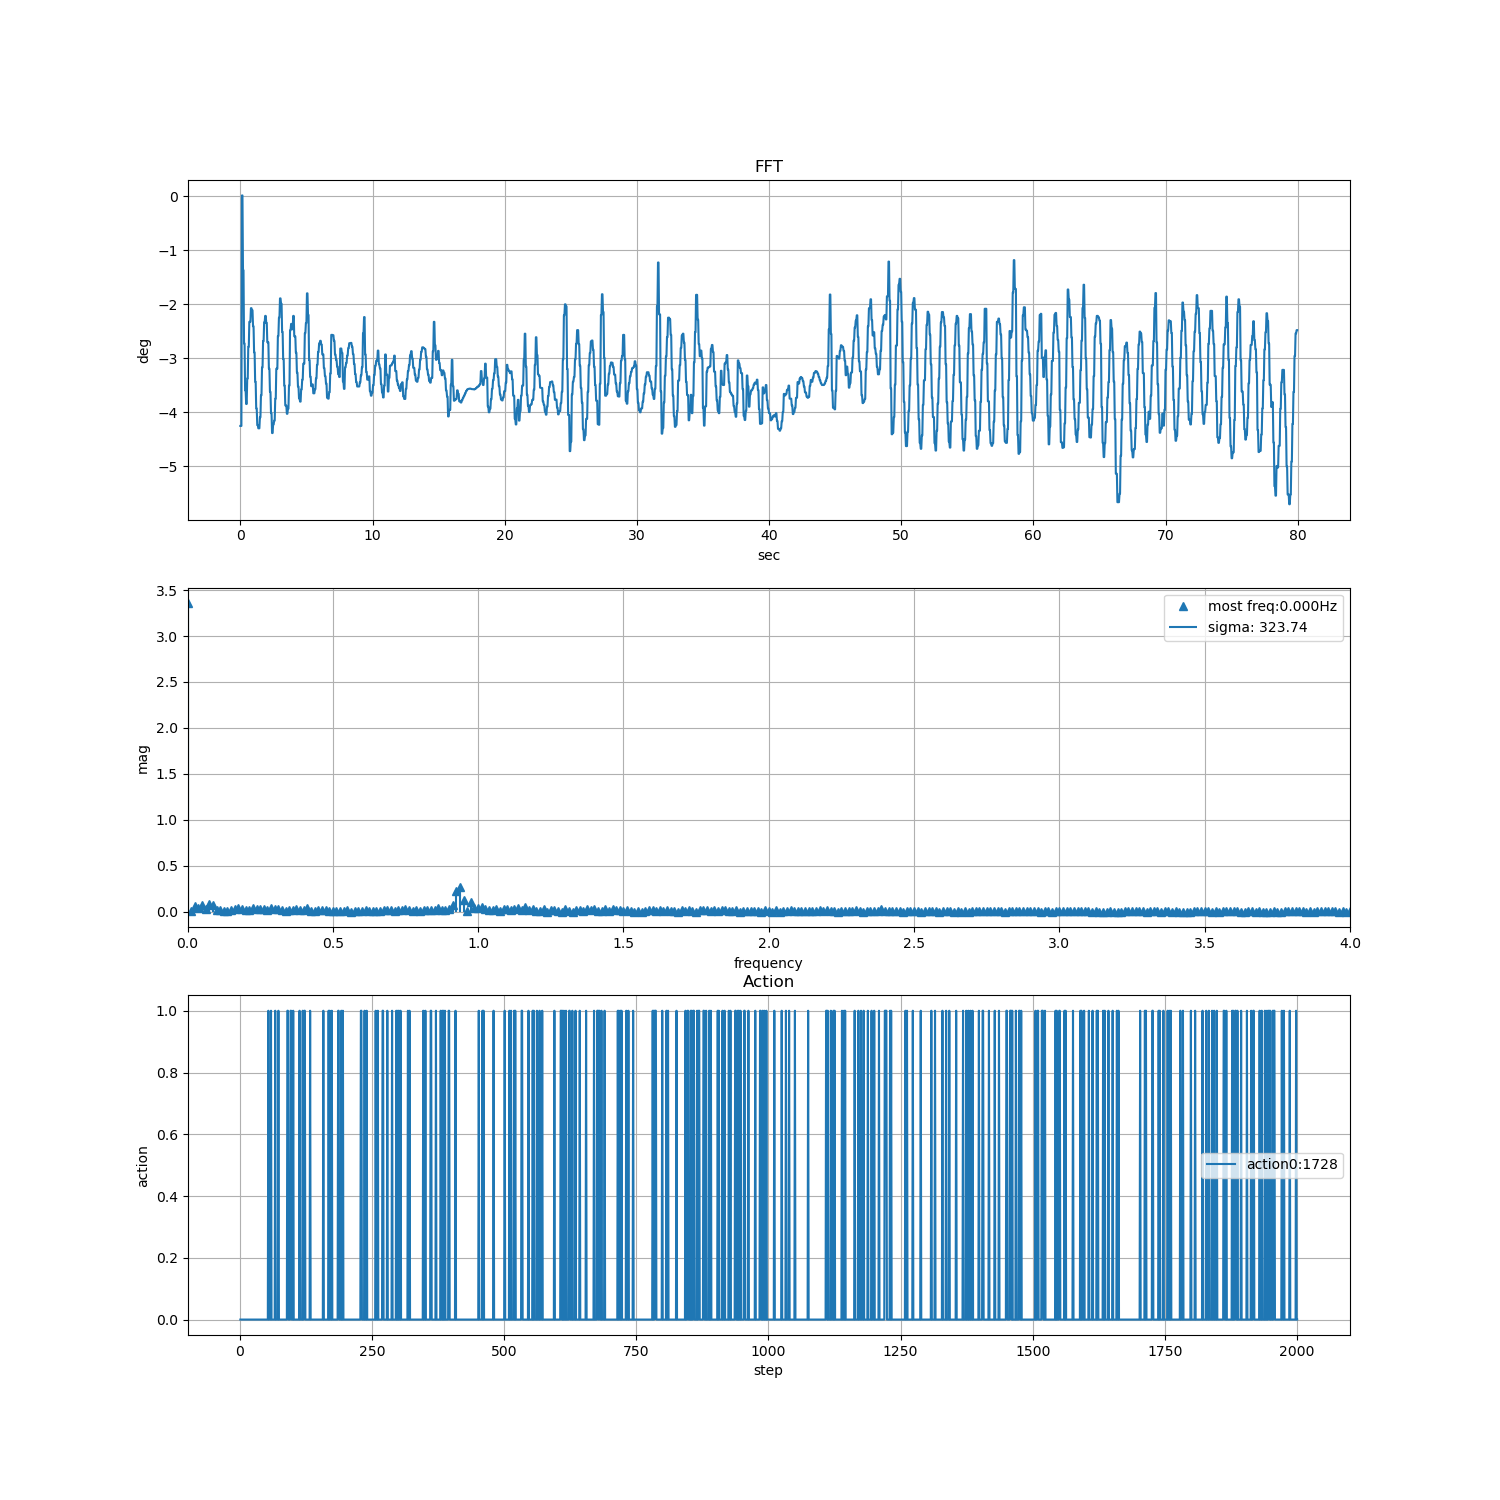 FFT
0
−1
−2
−3
−4
−5
deg
0 10 20 30 40 50 60 70 80
sec
3.5
3.0
2.5
2.0
1.5
1.0
0.5
0.0
mag
most freq:0.000Hz
sigma: 323.74
0.0 0.5 1.0 1.5 2.0 2.5 3.0 3.5 4.0
frequency
Action
1.0
0.8
0.6
0.4
0.2
0.0
action
action0:1728
0 250 500 750 1000 1250 1500 1750 2000
step